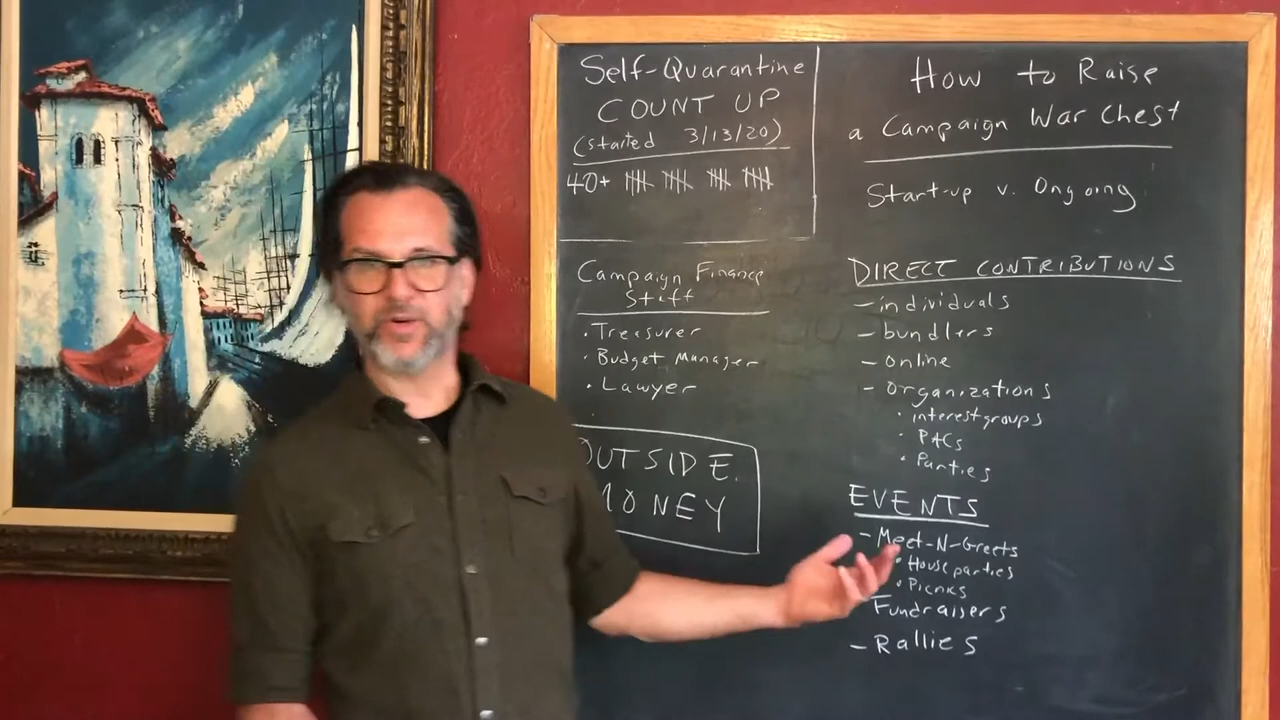 Self-Quarantine
COUNT UP
(started 3/13/20)
40+
Campaign Finance
Staff
• Treasurer
• Budget Manager
• Lawyer
OUTSIDE
MONEY
How to Raise
a Campaign War Chest
Start-up v. Ongoing
DIRECT CONTRIBUTIONS
- individuals
- bundlers
- online
- organizations
• interest groups
• PACs
• Parties
EVENTS
- Meet-N-Greets
• House parties
• Picnics
Fundraisers
- Rallies